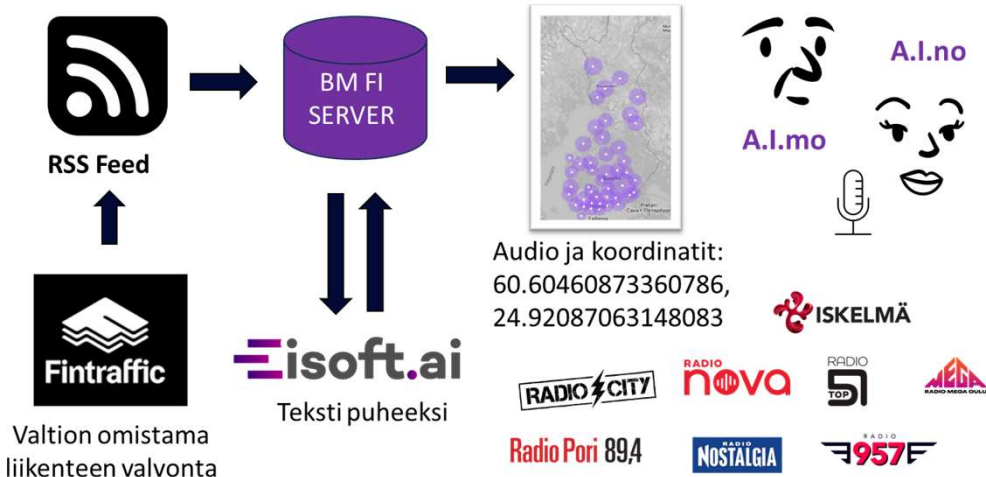 RSS Feed
BM FI
SERVER
A.I.mo
A.I.no
Fintraffic
Valtion omistama
liikenteen valvonta
isoft.ai
Teksti puheeksi
Audio ja koordinatit:
60.60460873360786,
24.92087063148083
ISKELMÄ
RADIO CITY
RADIO
nova
RADIO
TOP
51
MEGA
RADIO MEGA OULU
Radio Pori 89,4
RADIO
NOSTALGIA
RADIO
957